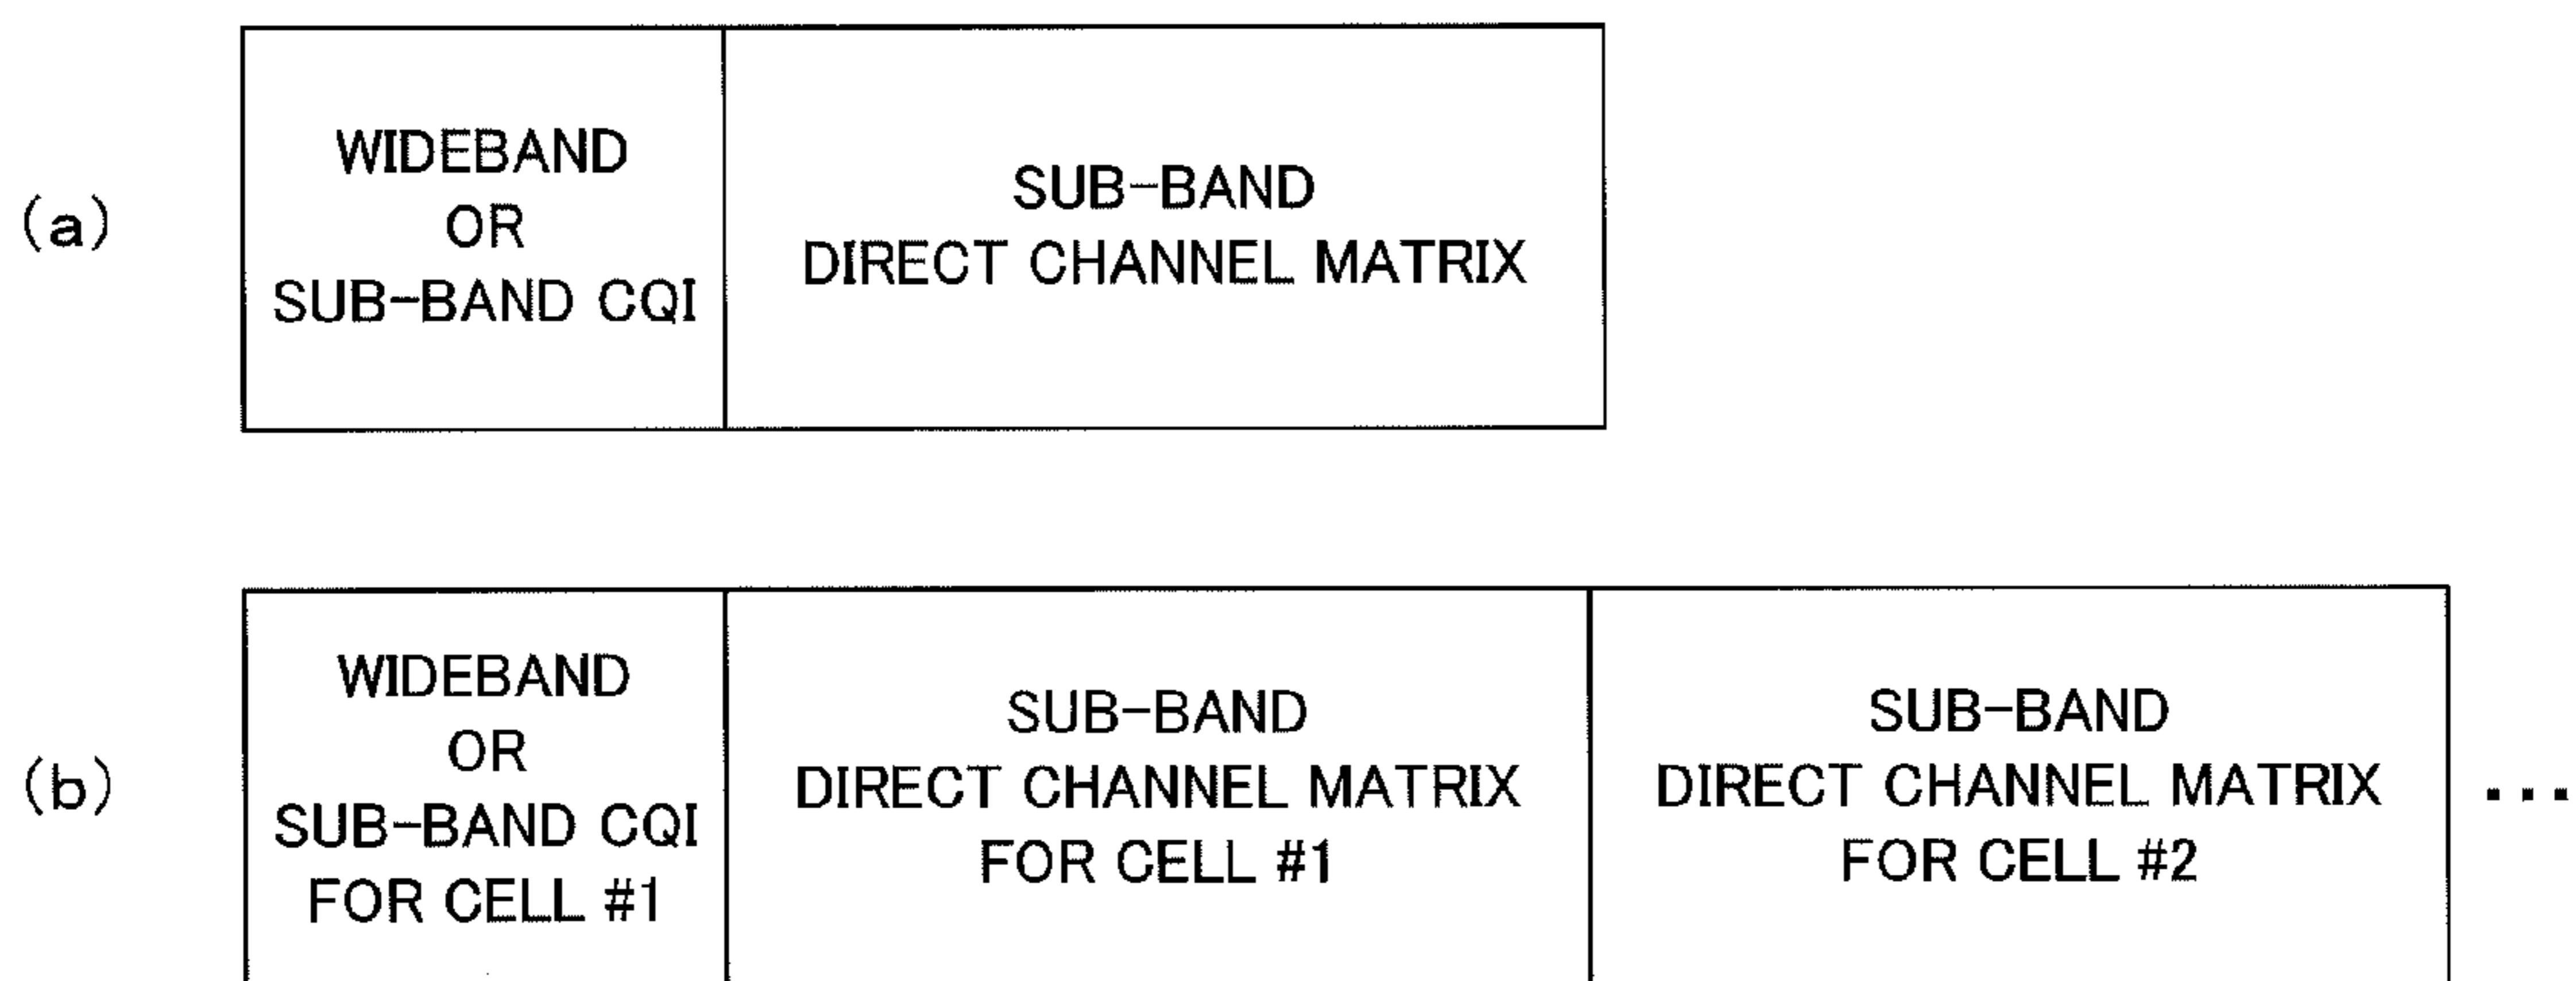 (a)
WIDEBAND
OR
SUB-BAND CQI
SUB-BAND
DIRECT CHANNEL MATRIX
(b)
WIDEBAND
OR
SUB-BAND CQI
FOR CELL #1
SUB-BAND
DIRECT CHANNEL MATRIX
FOR CELL #1
SUB-BAND
DIRECT CHANNEL MATRIX
FOR CELL #2
...